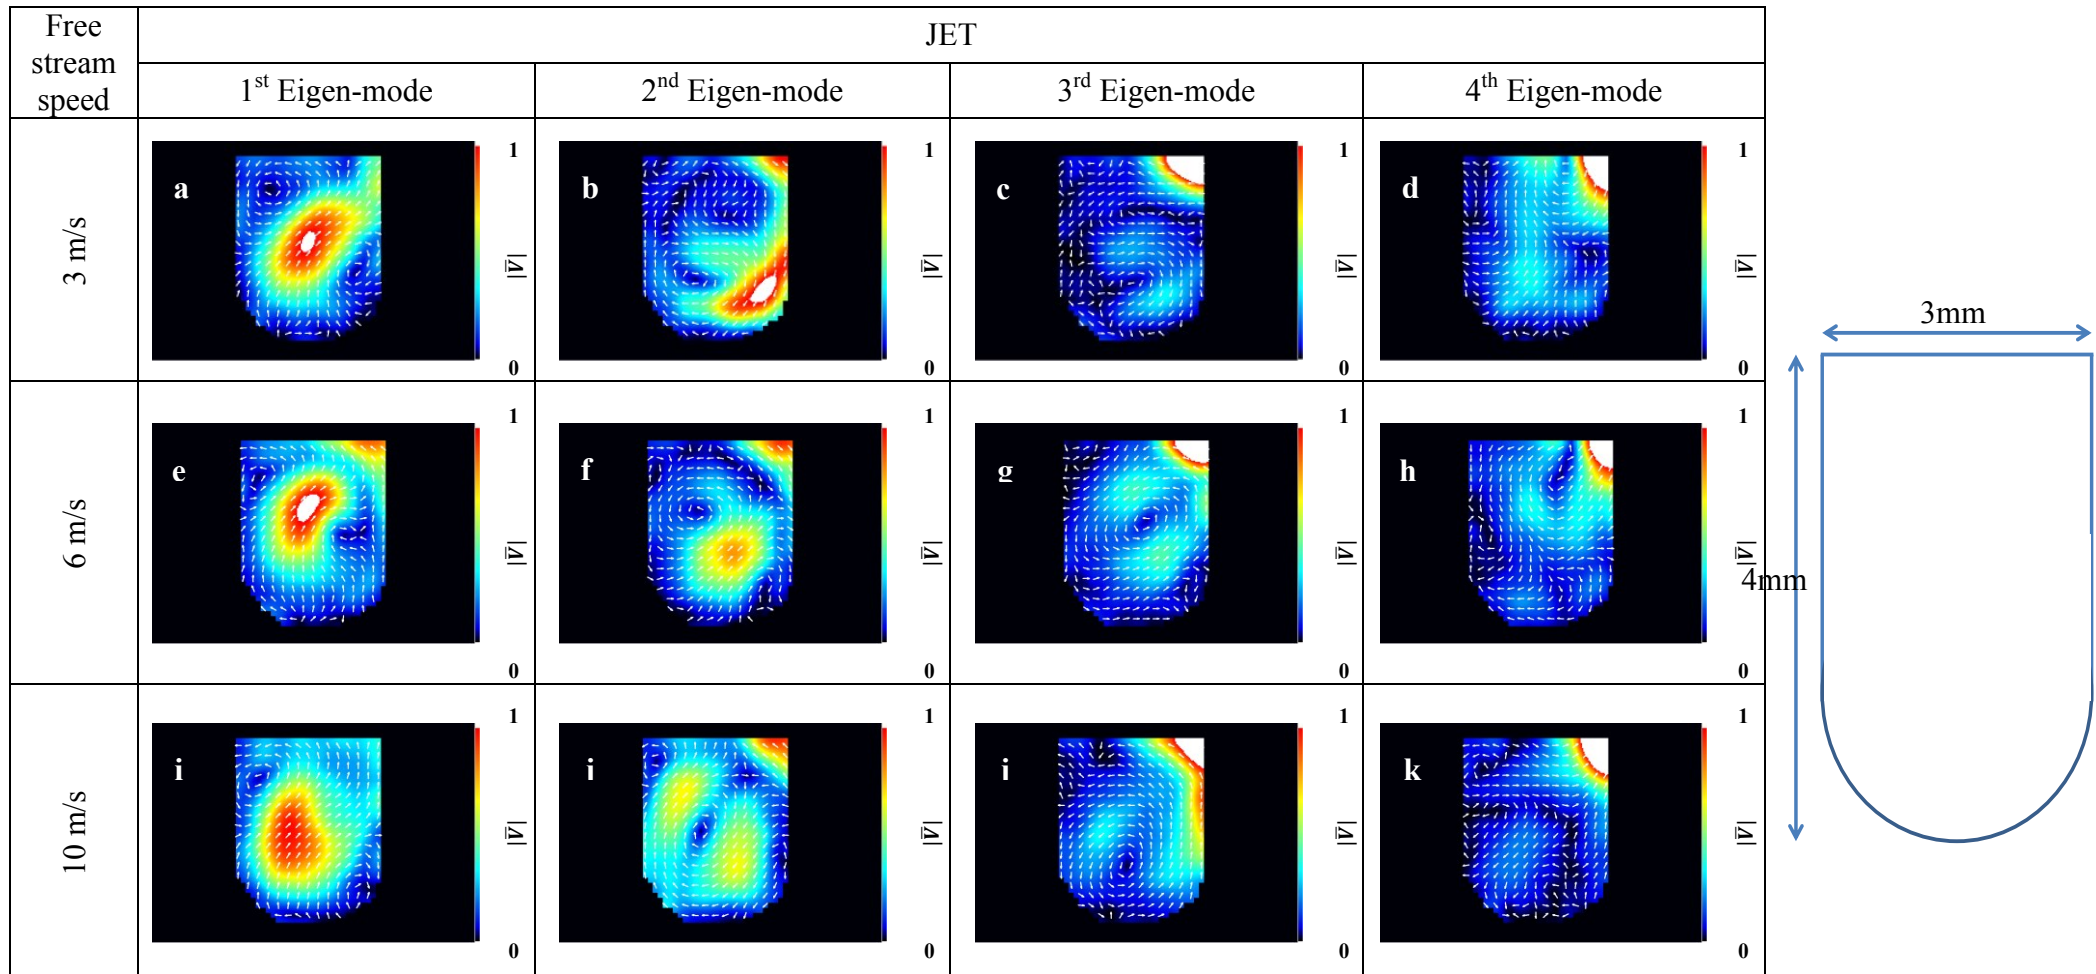 Free
stream
speed
JET
1st Eigen-mode
2nd Eigen-mode
3rd Eigen-mode
4th Eigen-mode
3 m/s
a
1
|V̅|
0
b
1
|V̅|
0
c
1
|V̅|
0
d
1
|V̅|
0
6 m/s
e
1
|V̅|
0
f
1
|V̅|
0
g
1
|V̅|
0
h
1
|V̅|
0
10 m/s
i
1
|V̅|
0
j
1
|V̅|
0
j
1
|V̅|
0
k
1
|V̅|
0
3mm
4mm